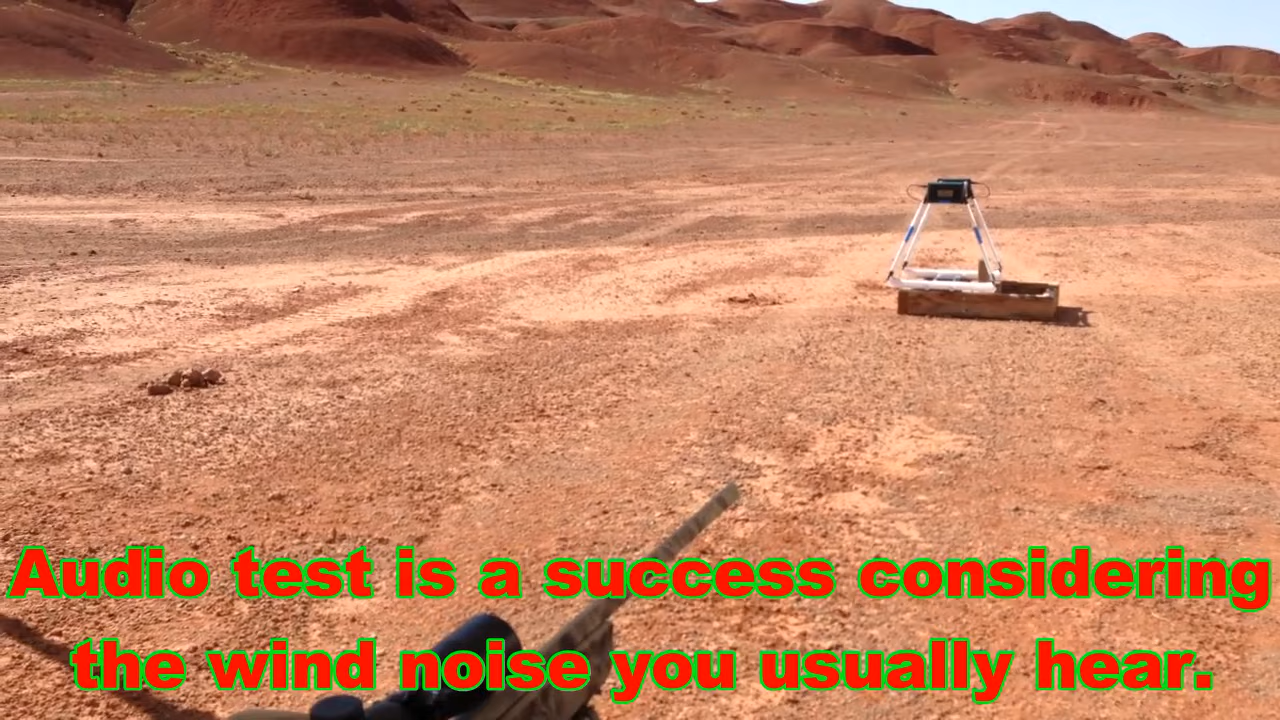 Audio test is a success considering
the wind noise you usually hear.